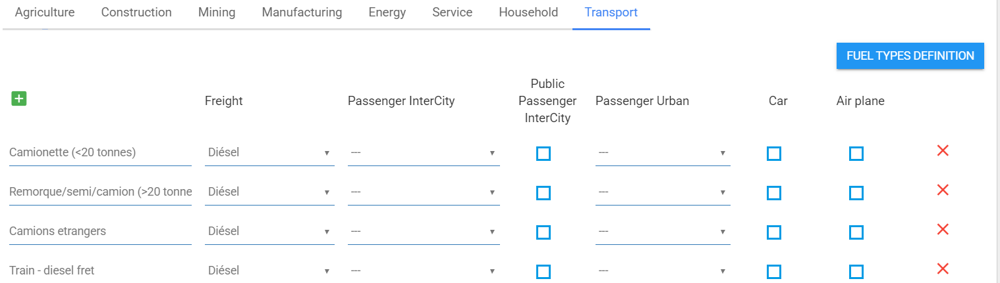 Agriculture Construction Mining Manufacturing Energy Service Household Transport
FUEL TYPES DEFINITION
Freight Passenger InterCity Public Passenger InterCity Passenger Urban Car Air plane
Camionette (<20 tonnes) Diésel --- ---
Remorque/semi/camion (>20 tonne Diésel --- ---
Camions etrangers Diésel --- ---
Train - diesel fret Diésel --- ---